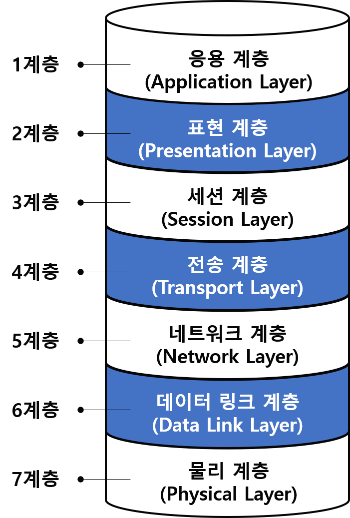 1계층
응용 계층
(Application Layer)
2계층
표현 계층
(Presentation Layer)
3계층
세션 계층
(Session Layer)
4계층
전송 계층
(Transport Layer)
5계층
네트워크 계층
(Network Layer)
6계층
데이터 링크 계층
(Data Link Layer)
7계층
물리 계층
(Physical Layer)